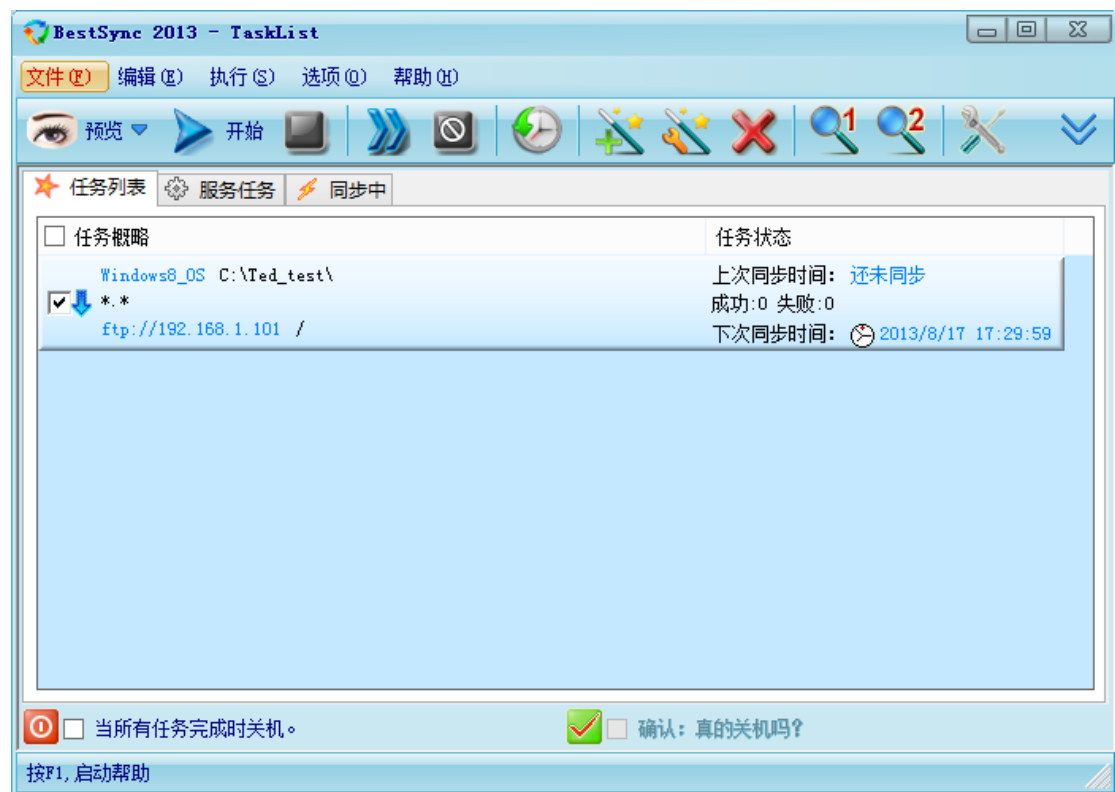 BestSync 2013 - TaskList
文件(F) 编辑(E) 执行(S) 选项(O) 帮助(H)
预览 开始 1 2
任务列表 服务任务 同步中
任务概略 任务状态
Windows8_OS C:\Ted_test\ 上次同步时间: 还未同步
*.* 成功:0 失败:0
ftp://192.168.1.101 / 下次同步时间: 2013/8/17 17:29:59
当所有任务完成时关机。 确认: 真的关机吗?
按F1,启动帮助